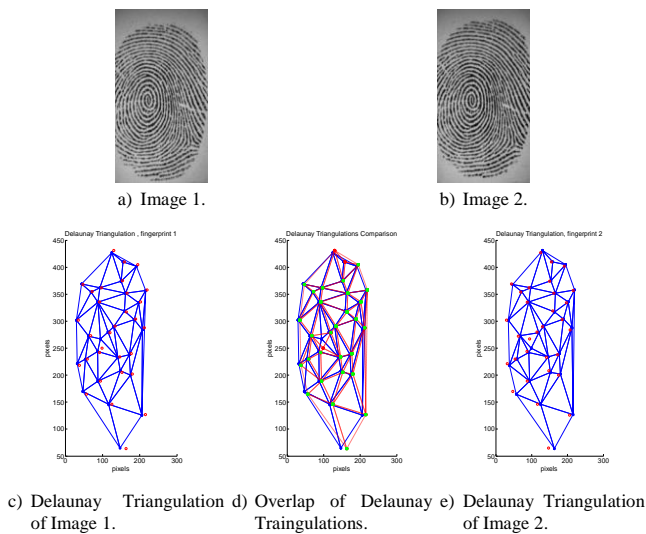 a) Image 1.
b) Image 2.
Delaunay Triangulation , fingerprint 1
450
400
350
300
250
200
150
100
50
0
100
200
300
pixels
pixels
Delaunay Triangulations Comparison
450
400
350
300
250
200
150
100
50
0
100
200
300
pixels
pixels
Delaunay Triangulation, fingerprint 2
450
400
350
300
250
200
150
100
50
0
100
200
300
pixels
pixels
c) Delaunay Triangulation
of Image 1.
d) Overlap of Delaunay
Traingulations.
e) Delaunay Triangulation
of Image 2.